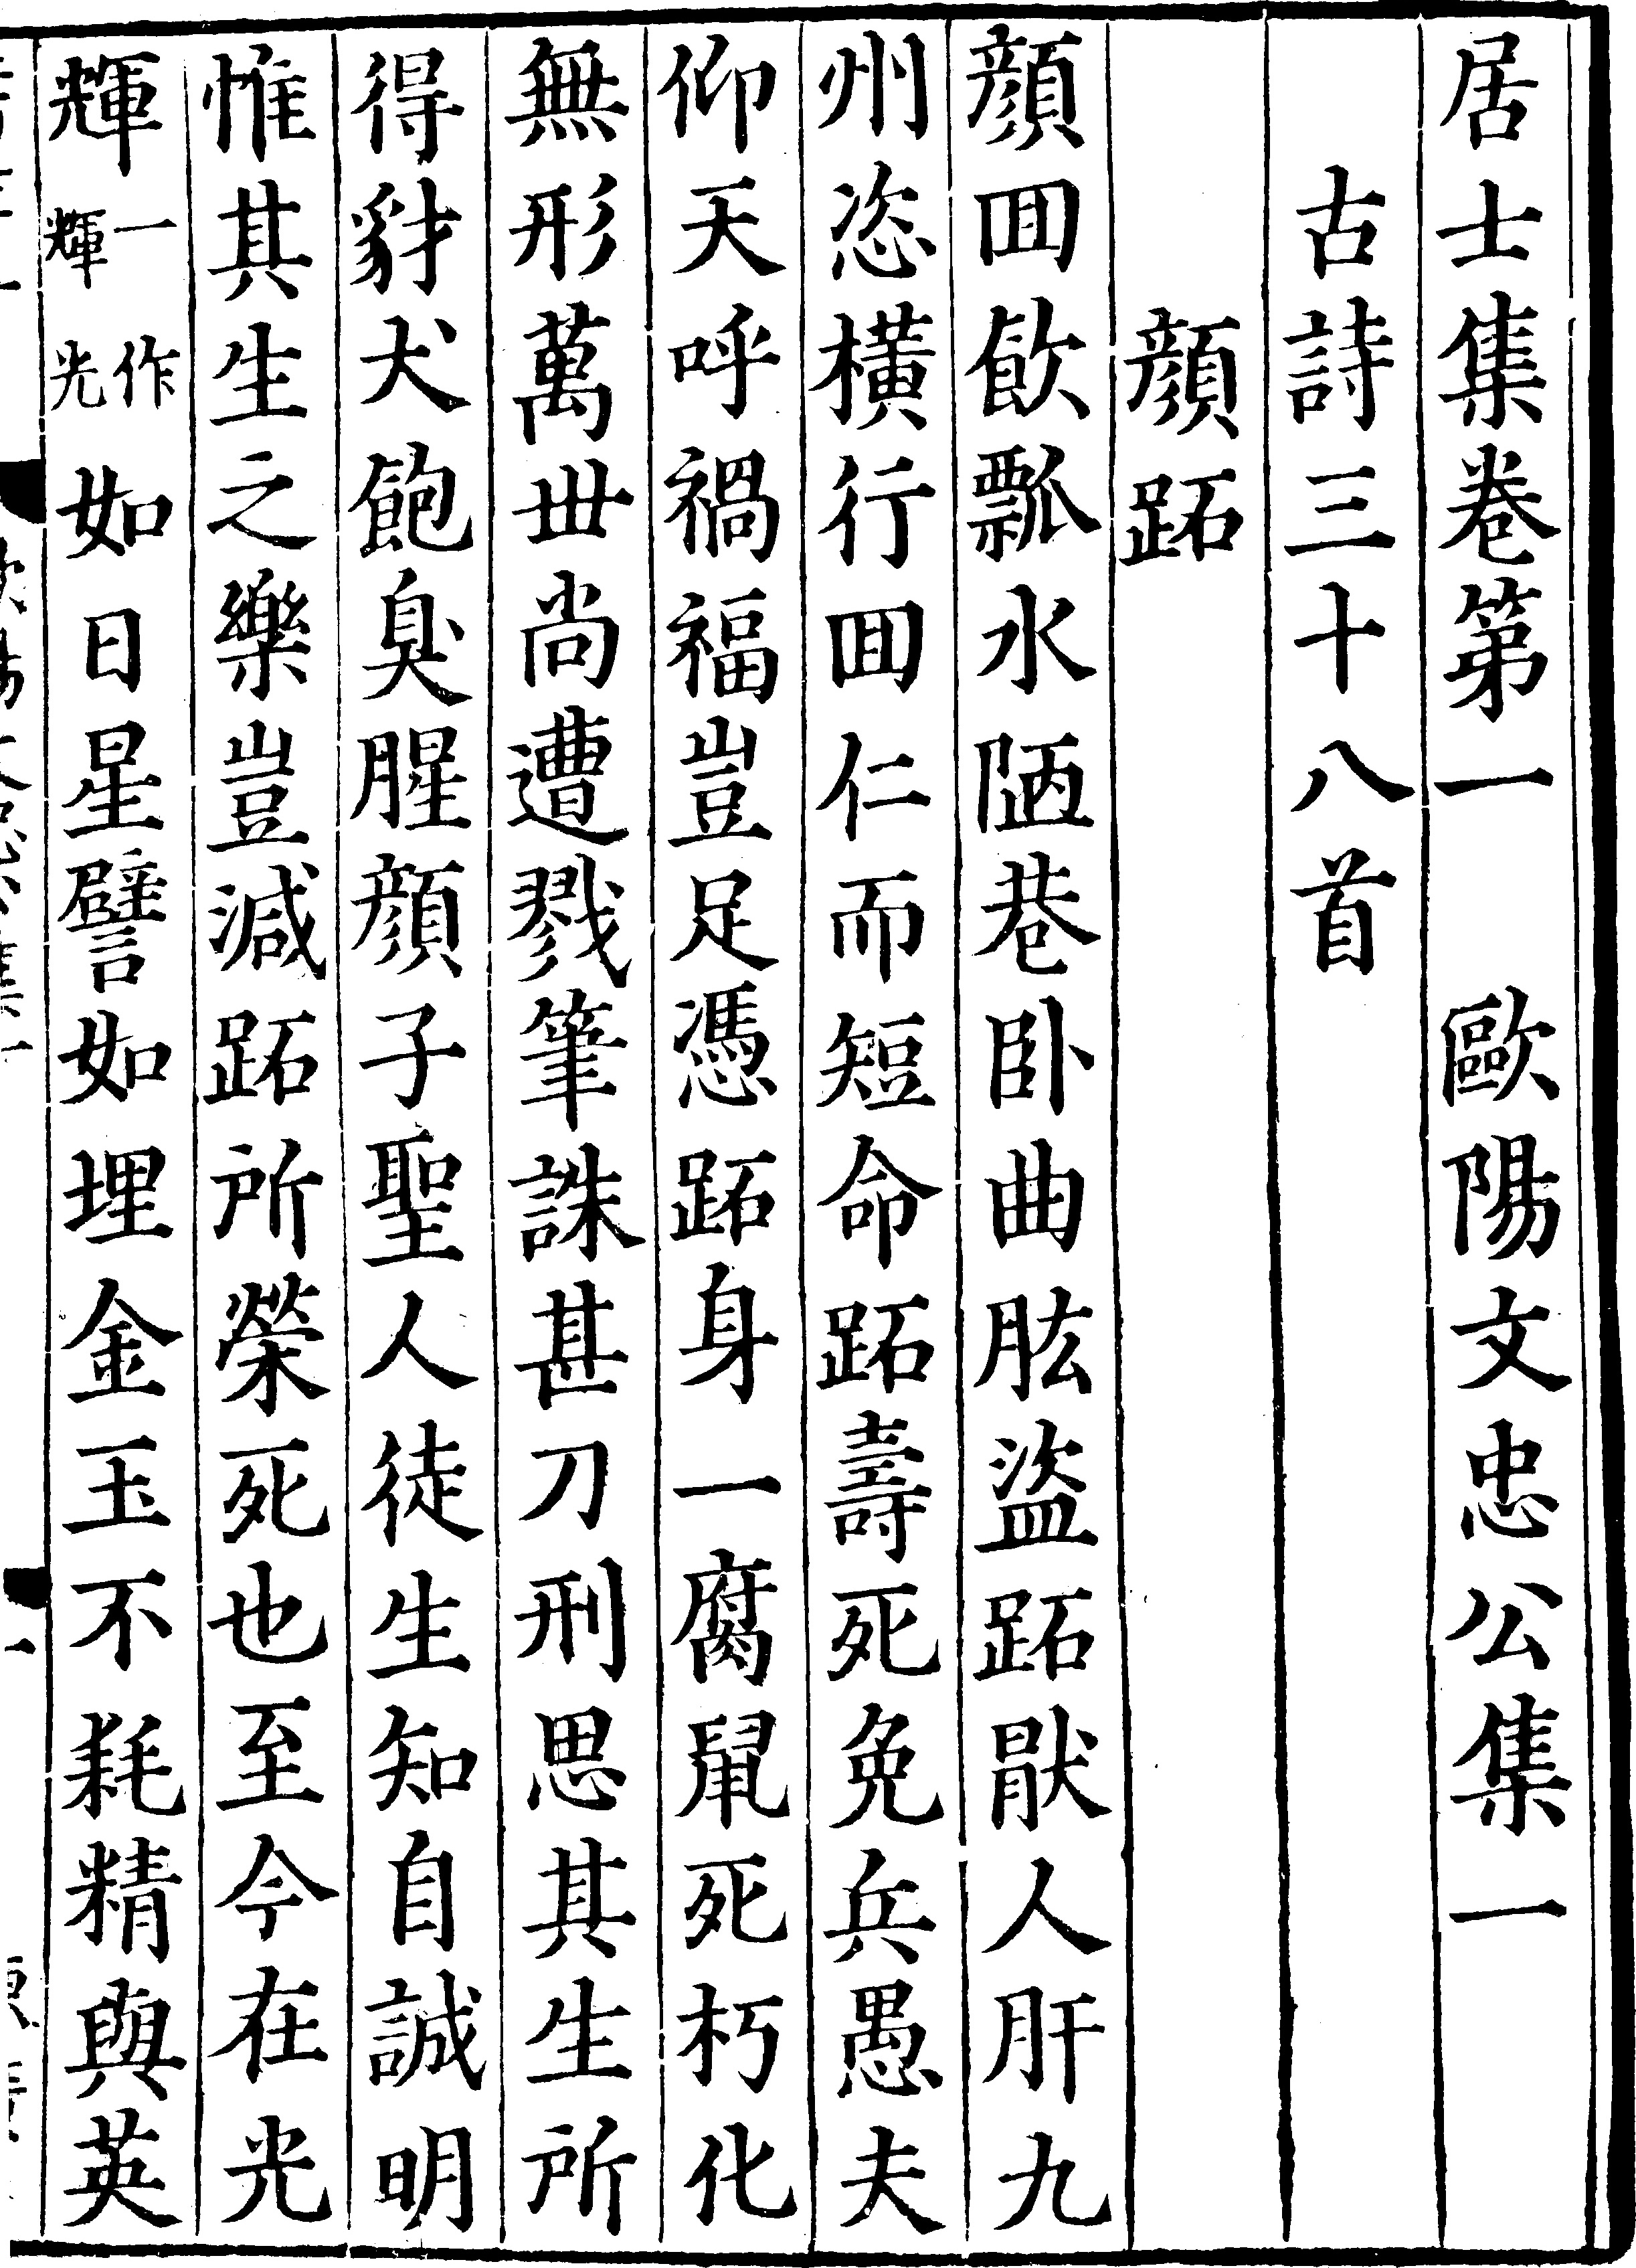 居士集卷第一　歐陽文忠公集一
古詩三十八首
顏跖
顏囬飲瓢水陋巷卧曲肱盜跖猒人肝九
州恣橫行囬仁而短命跖壽死免兵愚夫
仰天呼禍福豈足憑跖身一腐鼠死朽化
無形萬丗尚遭戮筆誅甚刀刑思其生所
得豺犬飽臭腥顏子聖人徒生知自誠明
惟其生之樂豈減跖所榮死也至今在光
輝一作輝光如日星譬如埋金玉不耗精與英